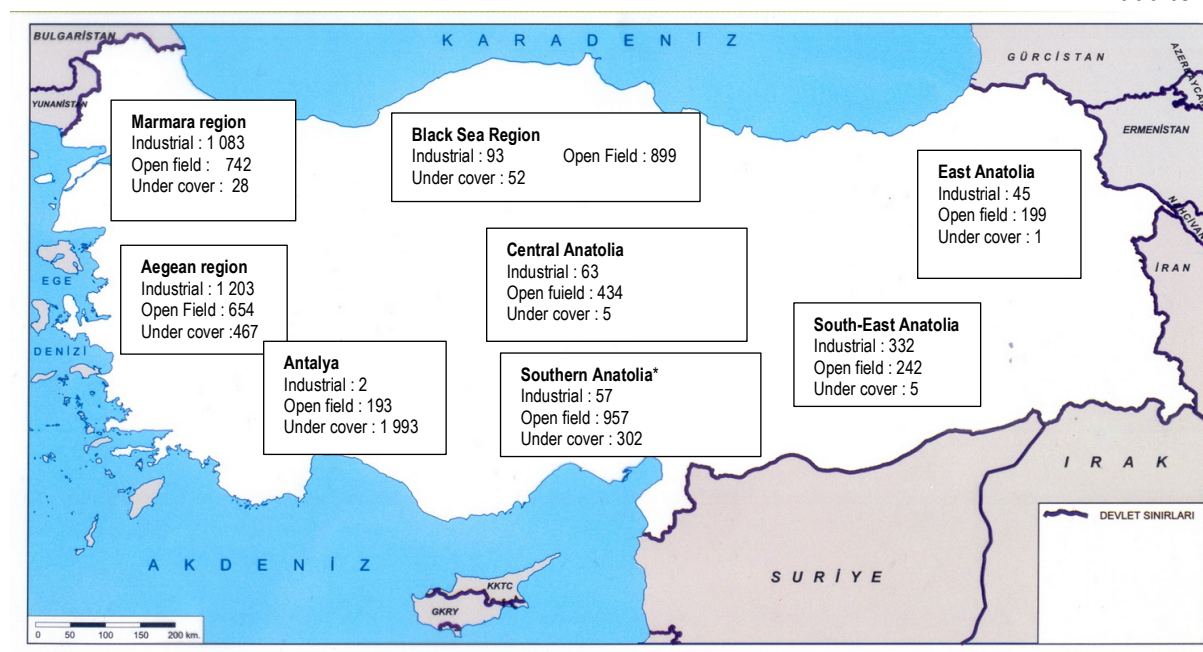 BULGARİSTAN
K A R A D E N İ Z
GÜRCİSTAN
YUNANİSTAN
ERMENİSTAN
Marmara region
Industrial : 1 083
Open field : 742
Under cover : 28
Black Sea Region
Industrial : 93 Open Field : 899
Under cover : 52
East Anatolia
Industrial : 45
Open field : 199
Under cover : 1
EGE
DENİZİ
Aegean region
Industrial : 1 203
Open Field : 654
Under cover :467
Central Anatolia
Industrial : 63
Open fuield : 434
Under cover : 5
İRAN
South-East Anatolia
Industrial : 332
Open field : 242
Under cover : 5
Antalya
Industrial : 2
Open field : 193
Under cover : 1 993
Southern Anatolia*
Industrial : 57
Open field : 957
Under cover : 302
I R A K
DEVLET SINIRLARI
A K D E N İ Z
KKTC
GKRY
S U R İ Y E
0 50 100 150 200 km.